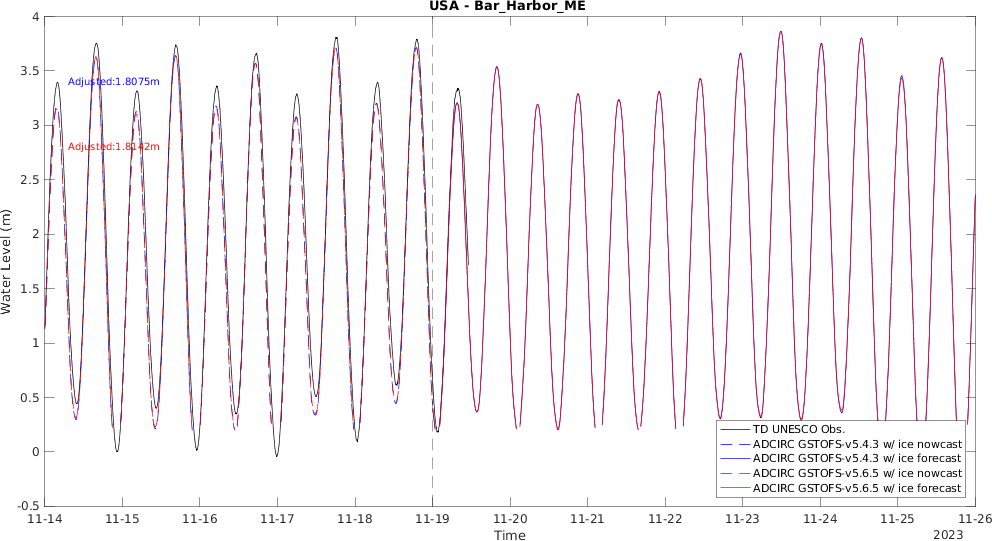 USA - Bar_Harbor_ME
4
3.5
3
2.5
2
1.5
1
0.5
0
-0.5
Water Level (m)
Adjusted:1.8075m
Adjusted:1.8142m
TD UNESCO Obs.
ADCIRC GSTOFS-v5.4.3 w/ ice nowcast
ADCIRC GSTOFS-v5.4.3 w/ ice forecast
ADCIRC GSTOFS-v5.6.5 w/ ice nowcast
ADCIRC GSTOFS-v5.6.5 w/ ice forecast
11-14 11-15 11-16 11-17 11-18 11-19 11-20 11-21 11-22 11-23 11-24 11-25 11-26
Time
2023